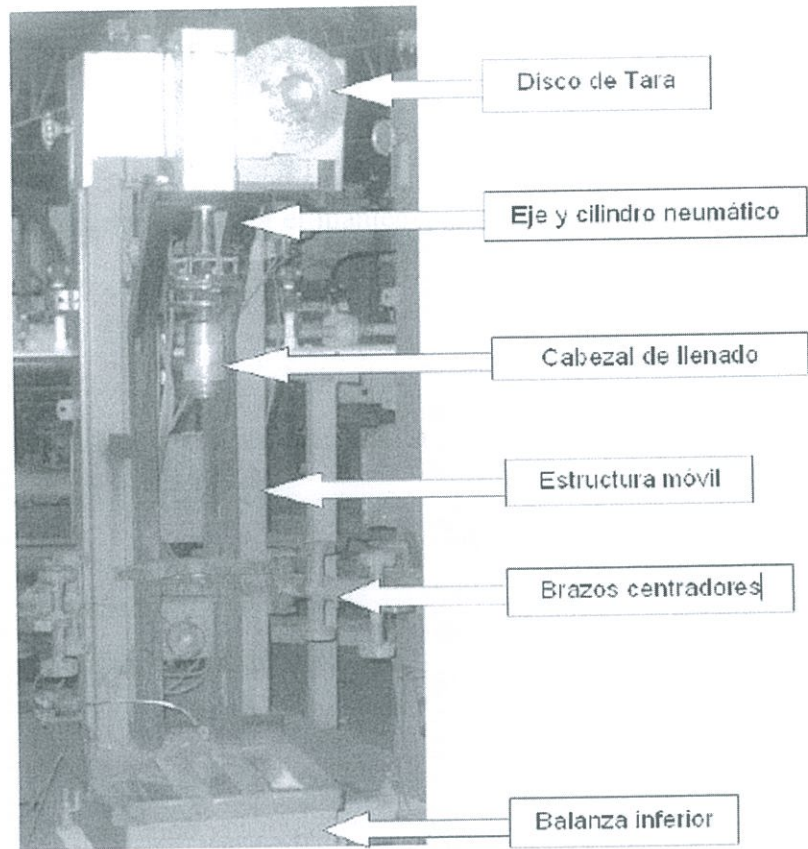 Disco de Tara
Eje y cilindro neumático
Cabezal de llenado
Estructura móvil
Brazos centradores
Balanza inferior